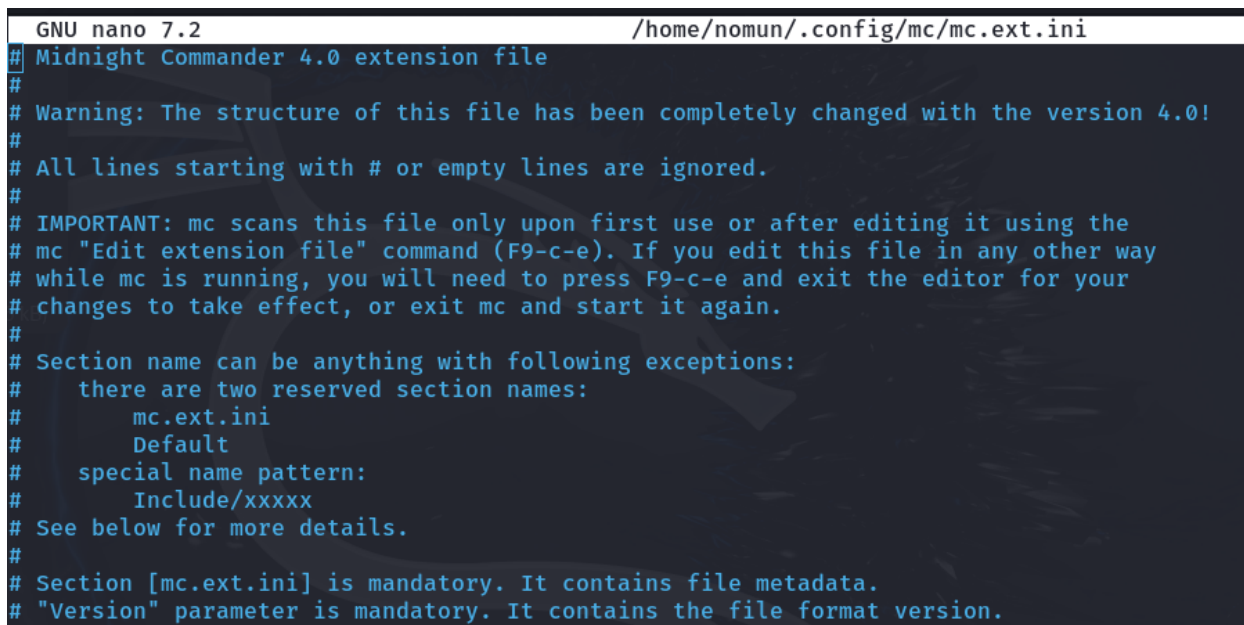 GNU nano 7.2 /home/nomun/.config/mc/mc.ext.ini
# Midnight Commander 4.0 extension file
#
# Warning: The structure of this file has been completely changed with the version 4.0!
#
# All lines starting with # or empty lines are ignored.
#
# IMPORTANT: mc scans this file only upon first use or after editing it using the
# mc "Edit extension file" command (F9-c-e). If you edit this file in any other way
# while mc is running, you will need to press F9-c-e and exit the editor for your
# changes to take effect, or exit mc and start it again.
#
# Section name can be anything with following exceptions:
#    there are two reserved section names:
#        mc.ext.ini
#        Default
#    special name pattern:
#        Include/xxxxx
# See below for more details.
#
# Section [mc.ext.ini] is mandatory. It contains file metadata.
# "Version" parameter is mandatory. It contains the file format version.